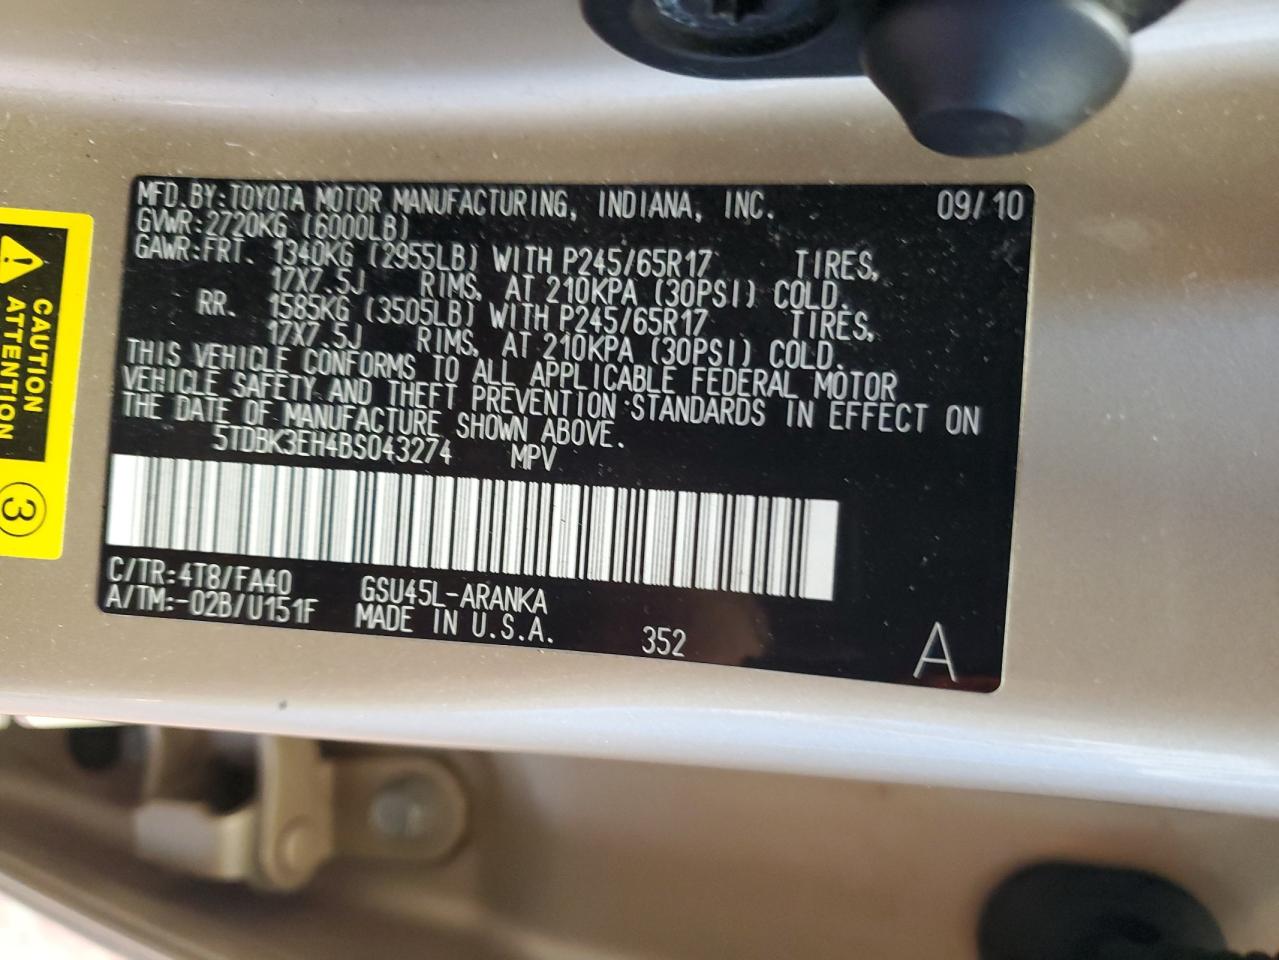 MFD. BY: TOYOTA MOTOR MANUFACTURING, INDIANA, INC. 09/10
GVWR: 2720KG (6000LB)
GAWR: FRT. 1340KG (2955LB) WITH P245/65R17 TIRES,
17X7.5J RIMS, AT 210KPA (30PSI) COLD.
RR. 1585KG (3505LB) WITH P245/65R17 TIRES,
17X7.5J RIMS, AT 210KPA (30PSI) COLD.
THIS VEHICLE CONFORMS TO ALL APPLICABLE FEDERAL MOTOR
VEHICLE SAFETY AND THEFT PREVENTION STANDARDS IN EFFECT ON
THE DATE OF MANUFACTURE SHOWN ABOVE.
5TDBK3EH4BS043274 MPV
C/TR: 4T8/FA40 GSU45L-ARANKA
A/TM: -02B/U151F MADE IN U.S.A. 352 A
CAUTION
ATTENTION
3